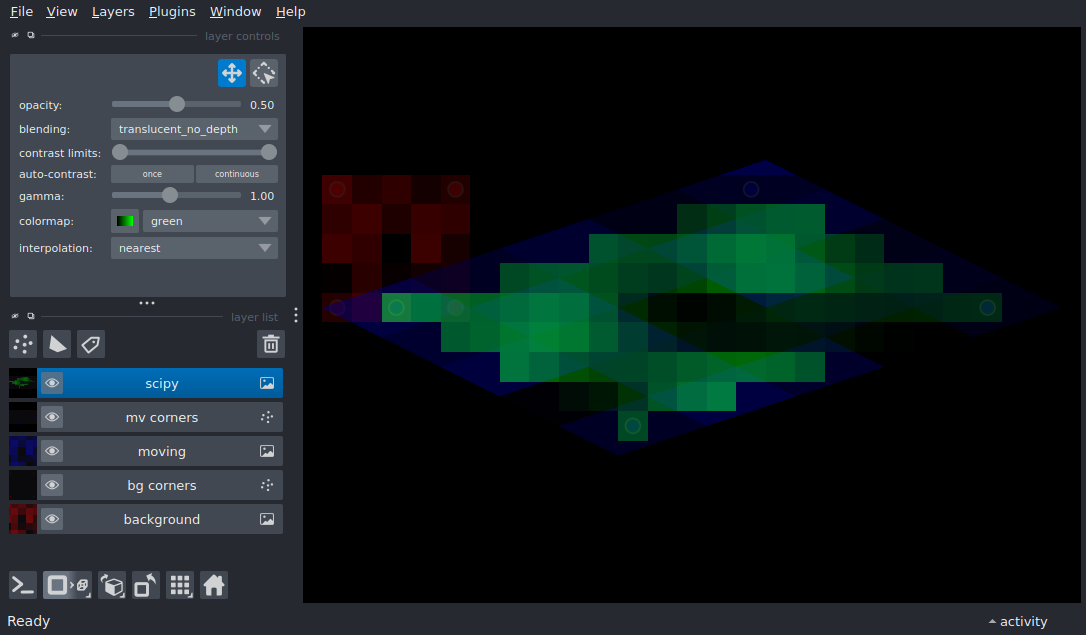 File View Layers Plugins Window Help
layer controls
opacity: 0.50
blending: translucent_no_depth
contrast limits:
auto-contrast: once continuous
gamma: 1.00
colormap: green
interpolation: nearest
layer list
scipy
mv corners
moving
bg corners
background
Ready
activity